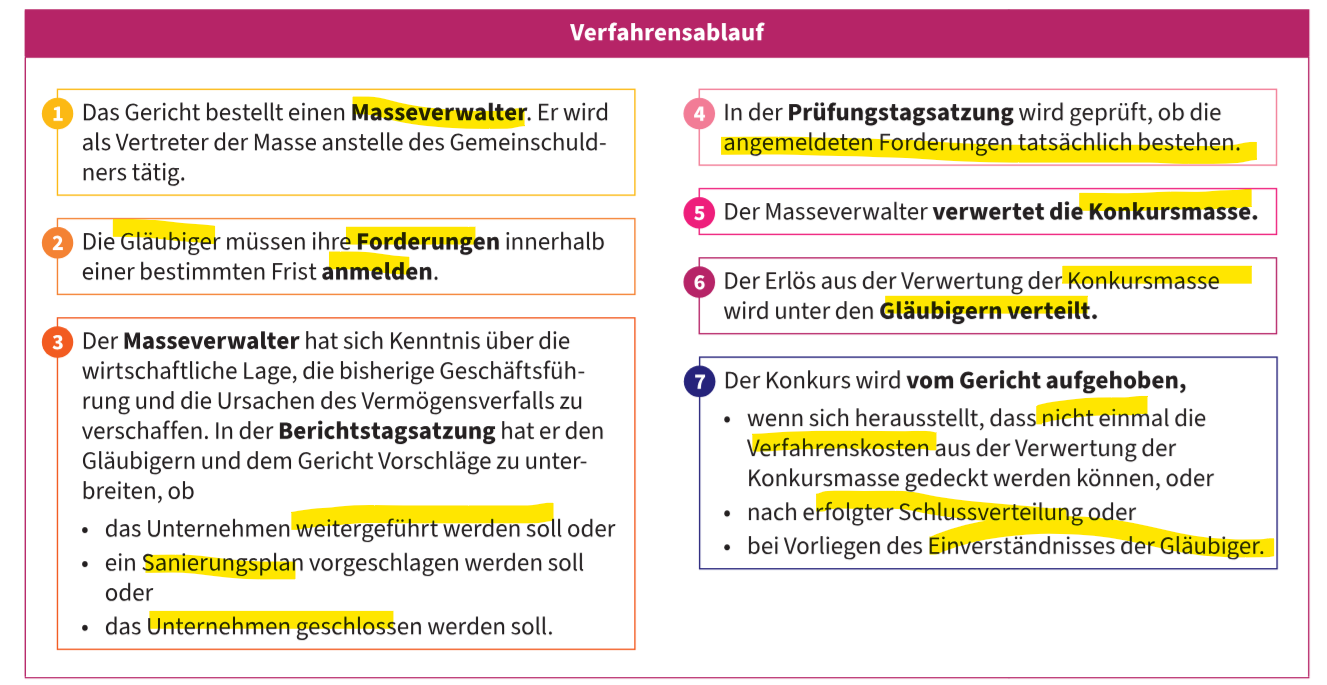 Verfahrensablauf
1 Das Gericht bestellt einen Masseverwalter. Er wird
als Vertreter der Masse anstelle des Gemeinschuld-
ners tätig.
2 Die Gläubiger müssen ihre Forderungen innerhalb
einer bestimmten Frist anmelden.
3 Der Masseverwalter hat sich Kenntnis über die
wirtschaftliche Lage, die bisherige Geschäftsfüh-
rung und die Ursachen des Vermögensverfalls zu
verschaffen. In der Berichtstagsatzung hat er den
Gläubigern und dem Gericht Vorschläge zu unter-
breiten, ob
• das Unternehmen weitergeführt werden soll oder
• ein Sanierungsplan vorgeschlagen werden soll
oder
• das Unternehmen geschlossen werden soll.
4 In der Prüfungstagsatzung wird geprüft, ob die
angemeldeten Forderungen tatsächlich bestehen.
5 Der Masseverwalter verwertet die Konkursmasse.
6 Der Erlös aus der Verwertung der Konkursmasse
wird unter den Gläubigern verteilt.
7 Der Konkurs wird vom Gericht aufgehoben,
• wenn sich herausstellt, dass nicht einmal die
Verfahrenskosten aus der Verwertung der
Konkursmasse gedeckt werden können, oder
• nach erfolgter Schlussverteilung oder
• bei Vorliegen des Einverständnisses der Gläubiger.